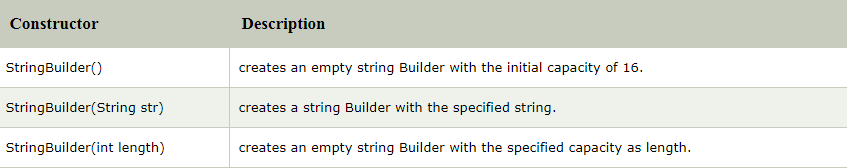 Constructor Description
StringBuilder() creates an empty string Builder with the initial capacity of 16.
StringBuilder(String str) creates a string Builder with the specified string.
StringBuilder(int length) creates an empty string Builder with the specified capacity as length.